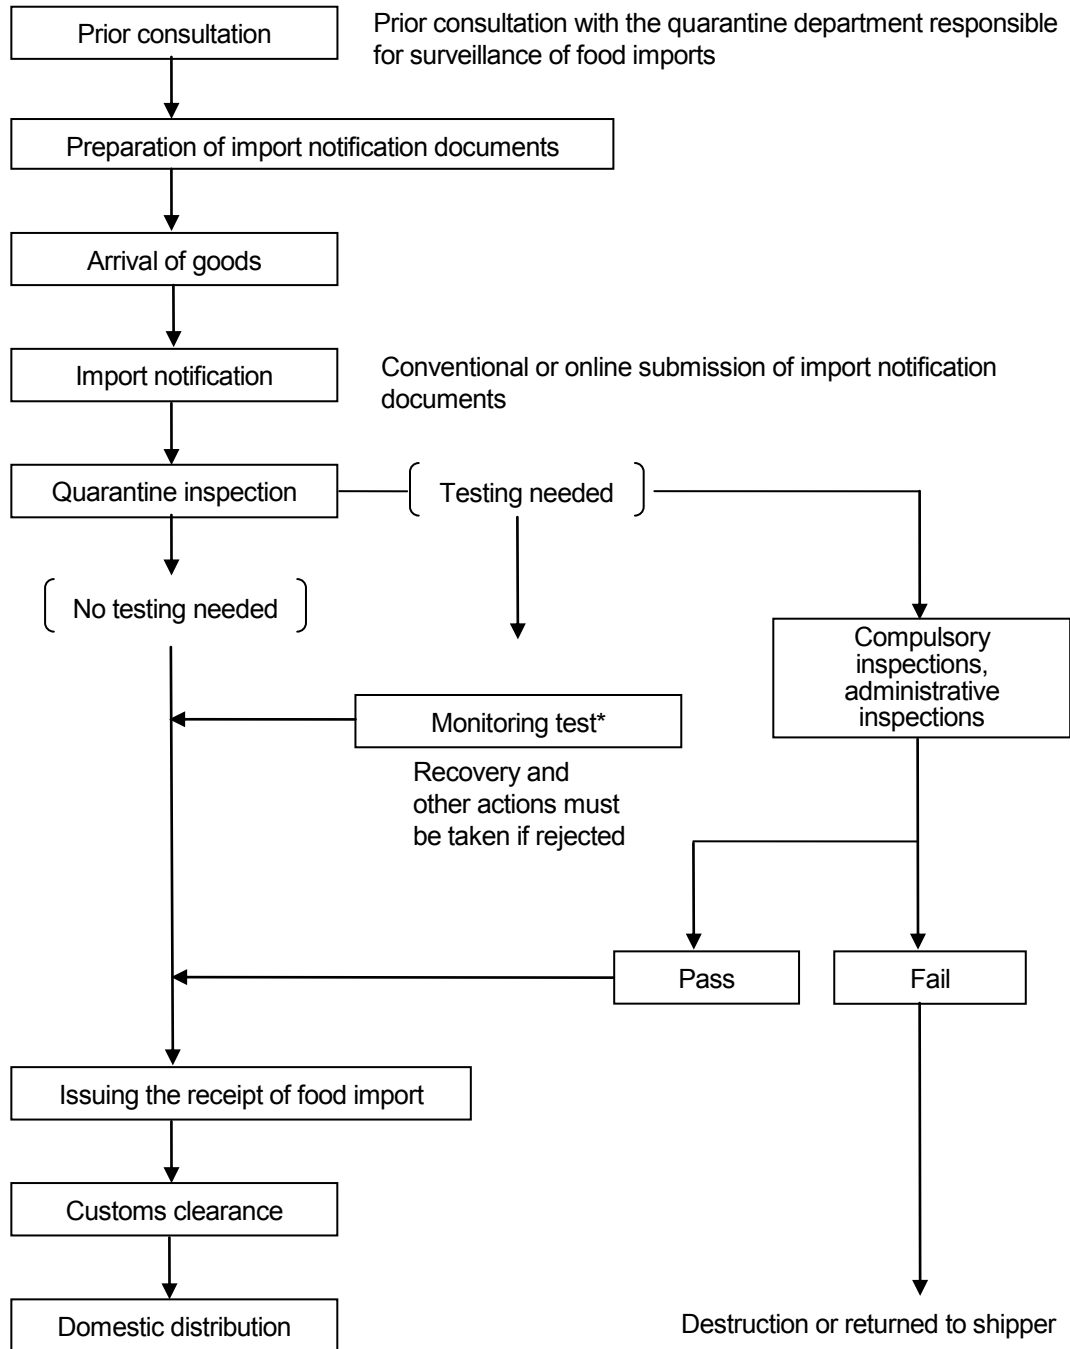 Prior consultation
Prior consultation with the quarantine department responsible
for surveillance of food imports
Preparation of import notification documents
Arrival of goods
Import notification
Conventional or online submission of import notification
documents
Quarantine inspection
Testing needed
No testing needed
Compulsory
inspections,
administrative
inspections
Monitoring test*
Recovery and
other actions must
be taken if rejected
Pass
Fail
Issuing the receipt of food import
Customs clearance
Domestic distribution
Destruction or returned to shipper